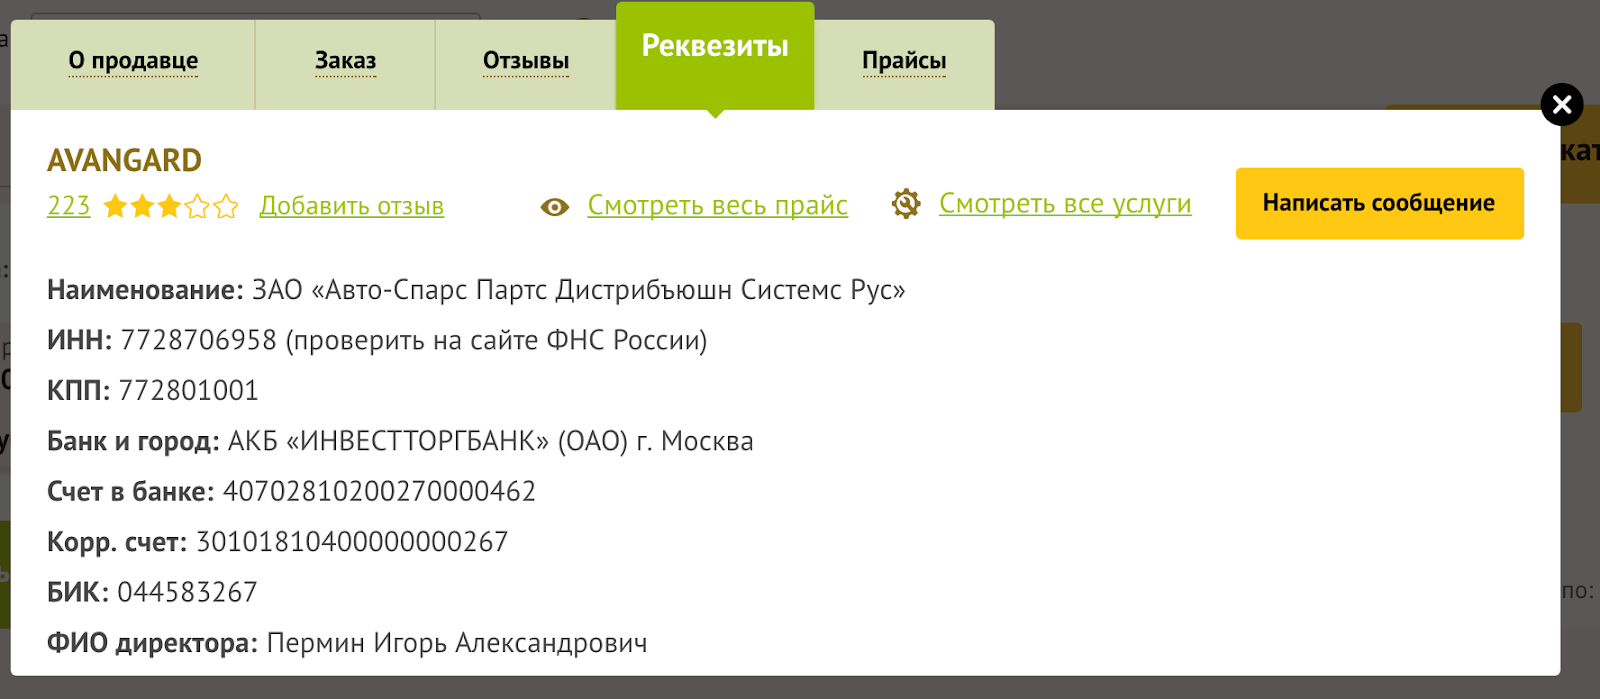 О продавце
Заказ
Отзывы
Реквезиты
Прайсы
AVANGARD
223 Добавить отзыв Смотреть весь прайс Смотреть все услуги Написать сообщение
Наименование: ЗАО «Авто-Спарс Партс Дистрибъюшн Системс Рус»
ИНН: 7728706958 (проверить на сайте ФНС России)
КПП: 772801001
Банк и город: АКБ «ИНВЕСТТОРГБАНК» (ОАО) г. Москва
Счет в банке: 40702810200270000462
Корр. счет: 30101810400000000267
БИК: 044583267
ФИО директора: Пермин Игорь Александрович
по: